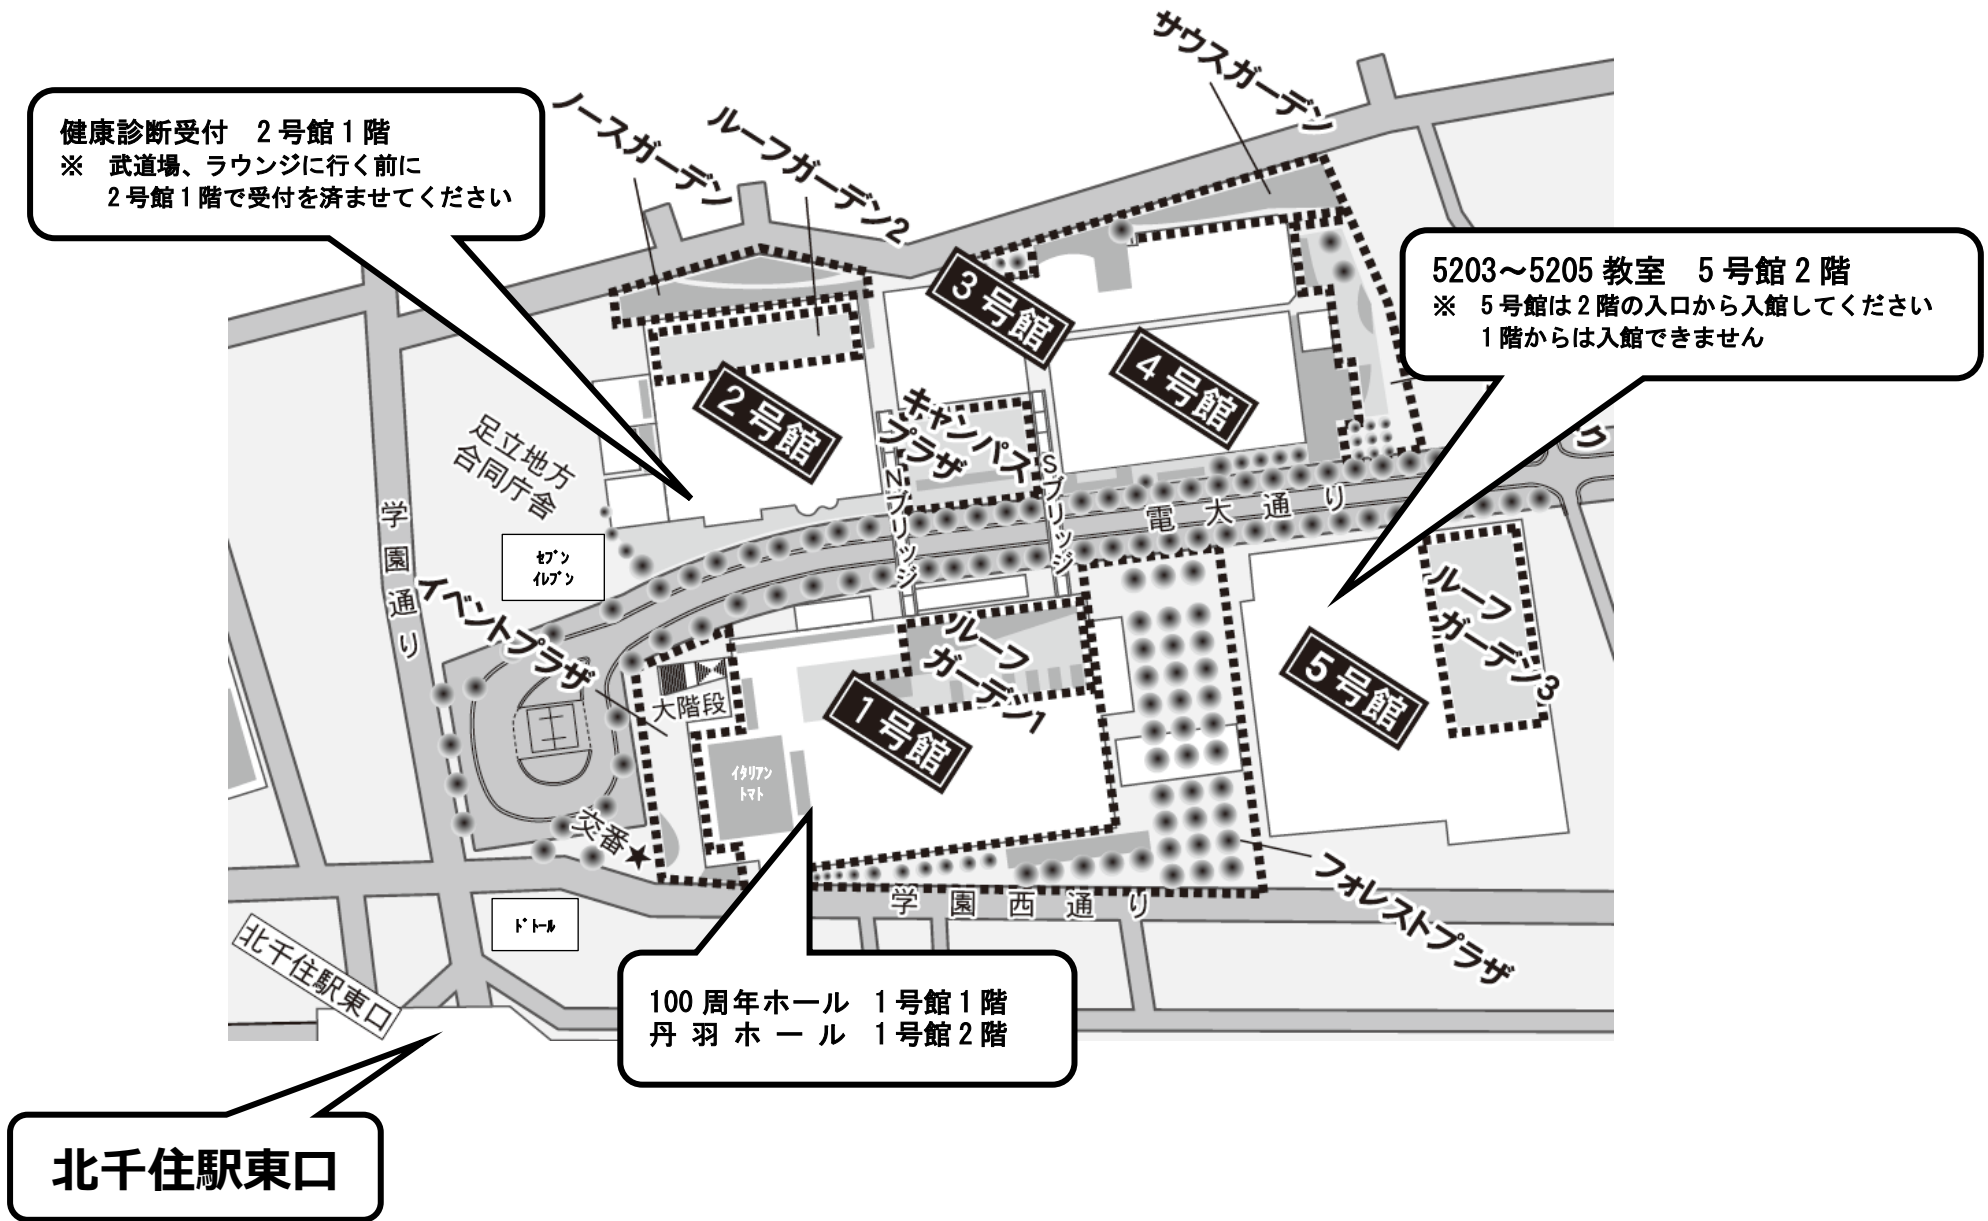 サウスガーデン
ノースガーデン
ルーフガーデン2
健康診断受付　2号館1階
※　武道場、ラウンジに行く前に
2号館1階で受付を済ませてください
5203～5205教室　5号館2階
※　5号館は2階の入口から入館してください
1階からは入館できません
3号館
4号館
2号館
キャンパス
プラザ
Nブリッジ
Sブリッジ
足立地方
合同庁舎
学園通り
電大通り
ク
セブン
イレブン
イベントプラザ
ルーフ
ガーデン1
ルーフ
ガーデン3
5号館
大階段
1号館
イタリアン
トマト
交番★
フォレストプラザ
学園西通り
ドトール
北千住駅東口
100周年ホール　1号館1階
丹羽ホール　1号館2階
北千住駅東口